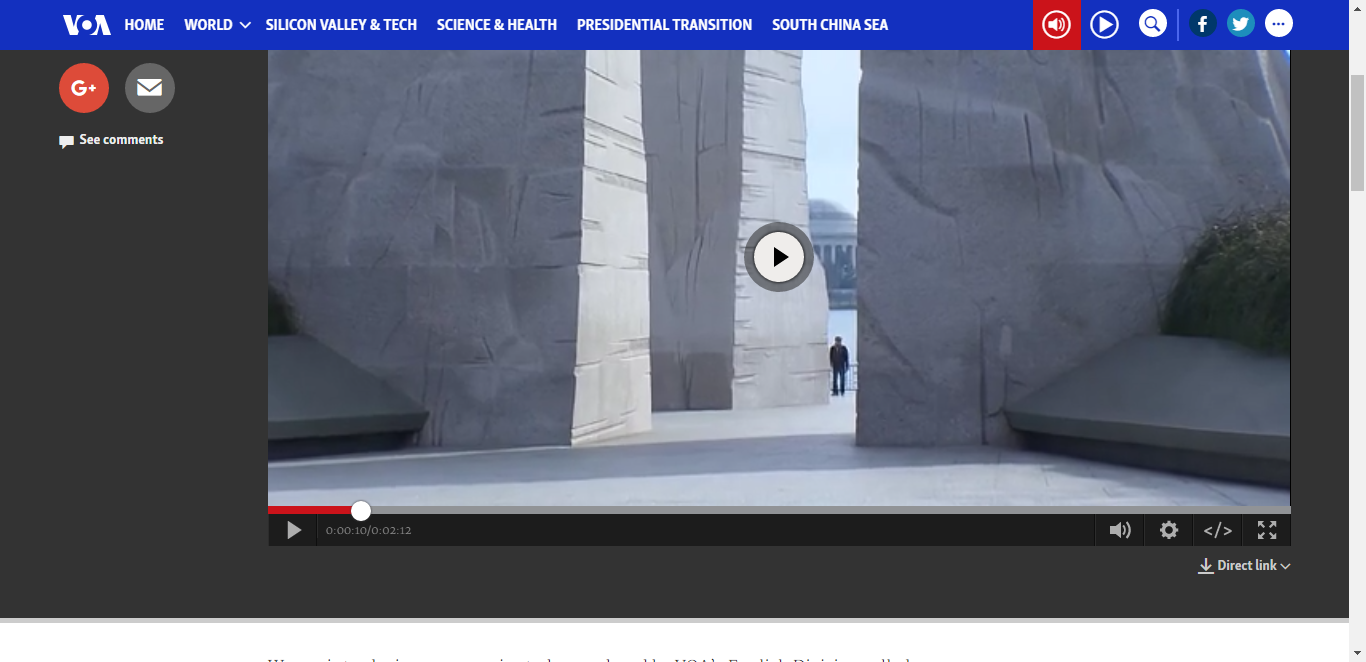 VOA HOME WORLD SILICON VALLEY & TECH SCIENCE & HEALTH PRESIDENTIAL TRANSITION SOUTH CHINA SEA
G+
See comments
0:00:10/0:02:12
</>
Direct link